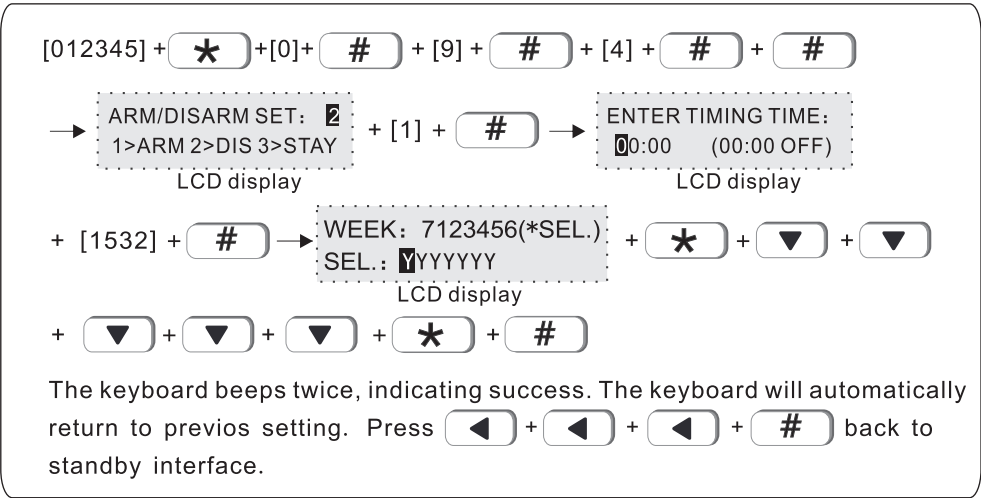 [012345] + * +[0]+ # + [9] + # + [4] + # + #
→ ARM/DISARM SET: 2 + [1] + # → ENTER TIMING TIME:
1>ARM 2>DIS 3>STAY 00:00 (00:00 OFF)
LCD display LCD display
+ [1532] + # → WEEK: 7123456(*SEL.) + * + ▼ + ▼
SEL.: YYYYYYY
LCD display
+ ▼ + ▼ + ▼ + * + #
The keyboard beeps twice, indicating success. The keyboard will automatically
return to previos setting. Press ◀ + ◀ + ◀ + # back to
standby interface.